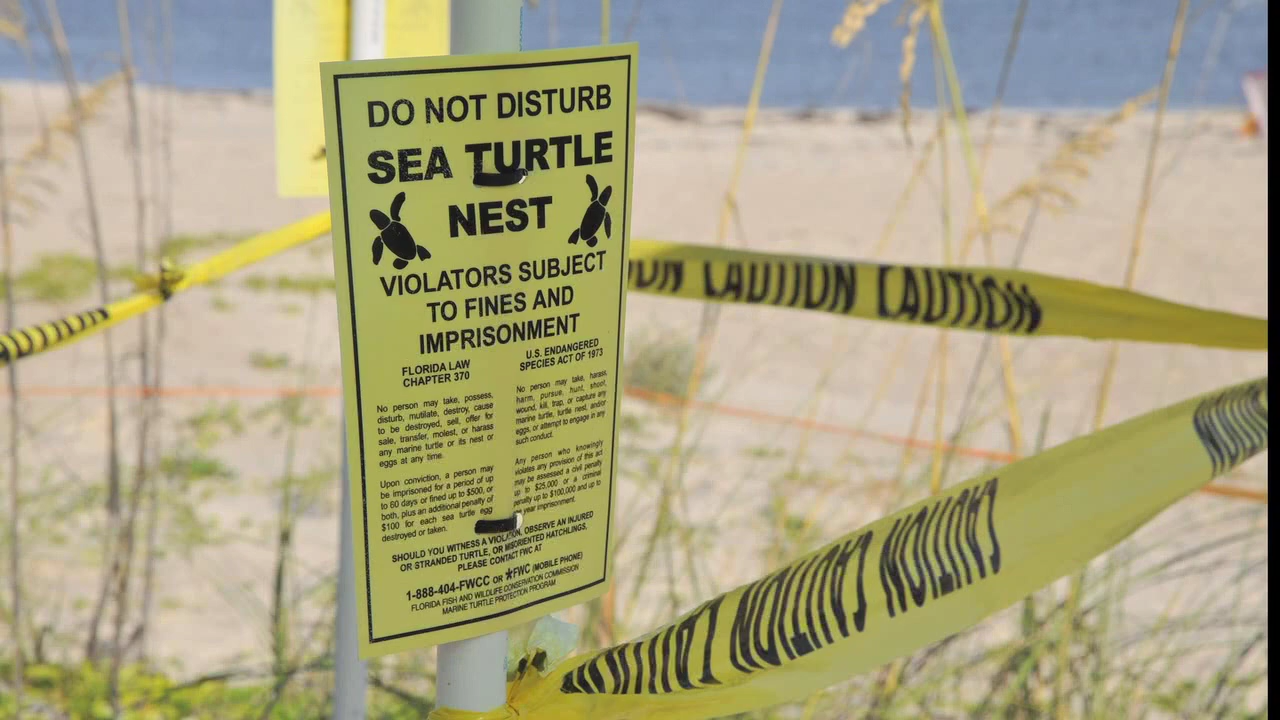 DO NOT DISTURB
SEA TURTLE
NEST
VIOLATORS SUBJECT
TO FINES AND
IMPRISONMENT
FLORIDA LAW
CHAPTER 370
No person may take, possess,
disturb, mutilate, destroy, cause
to be destroyed, sell, offer for
sale, transfer, molest, or harass
any marine turtle or its nest or
eggs at any time.
Upon conviction, a person may
be imprisoned for a period of up
to 60 days or fined up to $500, or
both, plus an additional penalty of
$100 for each sea turtle egg
destroyed or taken.
U.S. ENDANGERED
SPECIES ACT OF 1973
No person may take, harass,
harm, pursue, hunt, shoot,
wound, kill, trap, or capture any
marine turtle, turtle nest, and/or
eggs, or attempt to engage in any
such conduct.
Any person who knowingly
violates any provision of this act
may be assessed a civil penalty
up to $25,000 or a criminal
penalty up to $100,000 and up to
year imprisonment.
SHOULD YOU WITNESS A VIOLATION, OBSERVE AN INJURED
OR STRANDED TURTLE, OR MISORIENTED HATCHLINGS,
PLEASE CONTACT FWC AT
1-888-404-FWCC OR *FWC (MOBILE PHONE)
FLORIDA FISH AND WILDLIFE CONSERVATION COMMISSION
MARINE TURTLE PROTECTION PROGRAM
ION CAUTION CAUTION
CAUTION CAUTION CAUTION